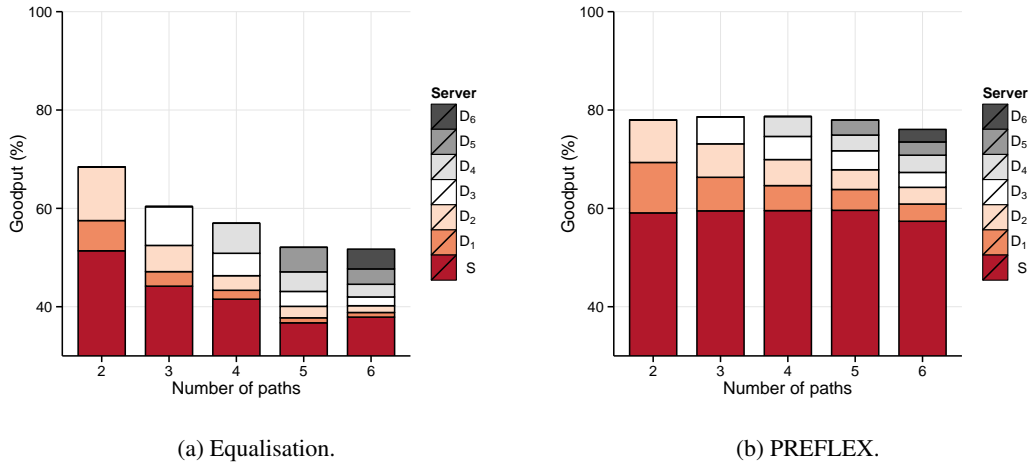 100
80
60
40
Goodput (%)
2 3 4 5 6
Number of paths
Server
D6
D5
D4
D3
D2
D1
S
(a) Equalisation.
100
80
60
40
Goodput (%)
2 3 4 5 6
Number of paths
Server
D6
D5
D4
D3
D2
D1
S
(b) PREFLEX.